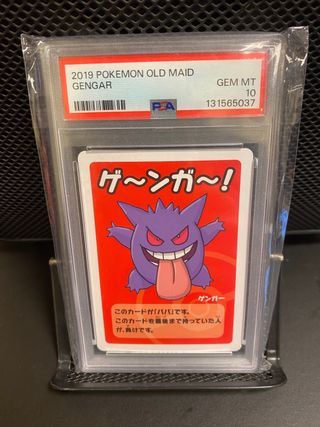 2019 POKEMON OLD MAID
GENGAR
GEM MT
10
PSA
131565037
ゲ〜ンガ〜!
ゲンガー
このカードが「ババ」です。
このカードを最後まで持っていた人
が、負けです。